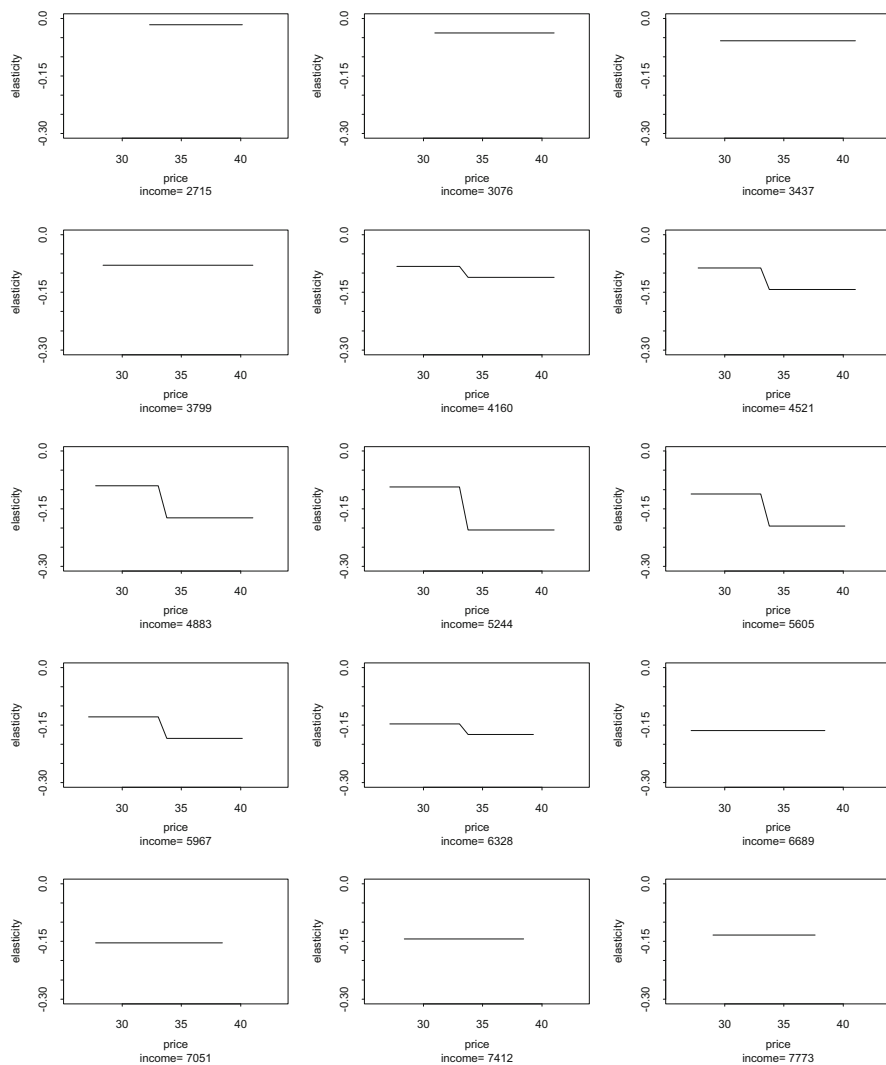 elasticity
0.0
-0.15
-0.30
30 35 40
price
income= 2715
elasticity
0.0
-0.15
-0.30
30 35 40
price
income= 3076
elasticity
0.0
-0.15
-0.30
30 35 40
price
income= 3437
elasticity
0.0
-0.15
-0.30
30 35 40
price
income= 3799
elasticity
0.0
-0.15
-0.30
30 35 40
price
income= 4160
elasticity
0.0
-0.15
-0.30
30 35 40
price
income= 4521
elasticity
0.0
-0.15
-0.30
30 35 40
price
income= 4883
elasticity
0.0
-0.15
-0.30
30 35 40
price
income= 5244
elasticity
0.0
-0.15
-0.30
30 35 40
price
income= 5605
elasticity
0.0
-0.15
-0.30
30 35 40
price
income= 5967
elasticity
0.0
-0.15
-0.30
30 35 40
price
income= 6328
elasticity
0.0
-0.15
-0.30
30 35 40
price
income= 6689
elasticity
0.0
-0.15
-0.30
30 35 40
price
income= 7051
elasticity
0.0
-0.15
-0.30
30 35 40
price
income= 7412
elasticity
0.0
-0.15
-0.30
30 35 40
price
income= 7773